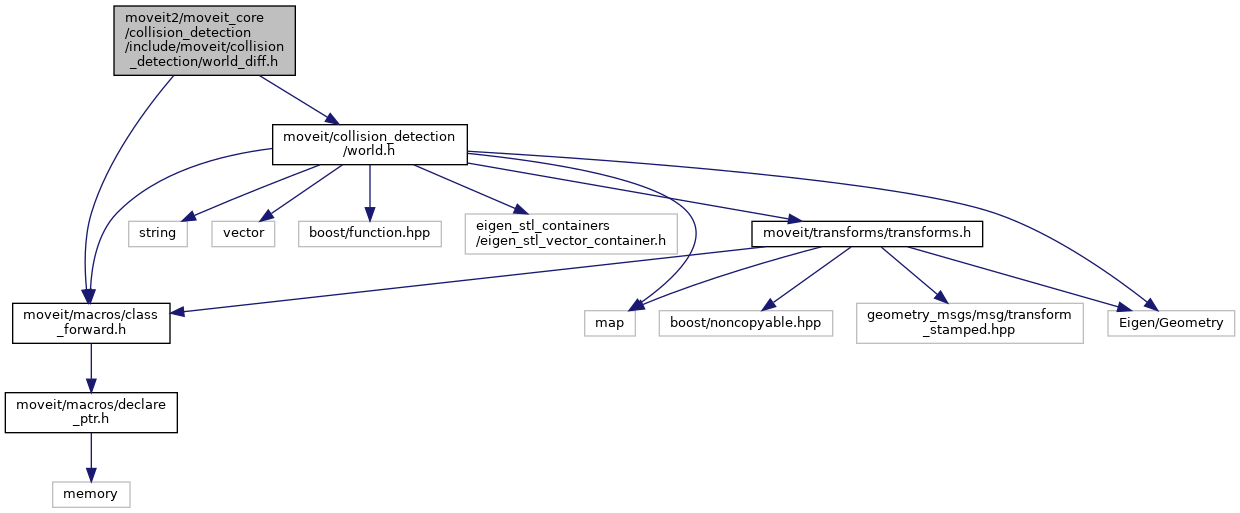 moveit2/moveit_core
/collision_detection
/include/moveit/collision
_detection/world_diff.h
moveit/collision_detection
/world.h
string
vector
boost/function.hpp
eigen_stl_containers
/eigen_stl_vector_container.h
moveit/transforms/transforms.h
moveit/macros/class
_forward.h
map
boost/noncopyable.hpp
geometry_msgs/msg/transform
_stamped.hpp
Eigen/Geometry
moveit/macros/declare
_ptr.h
memory